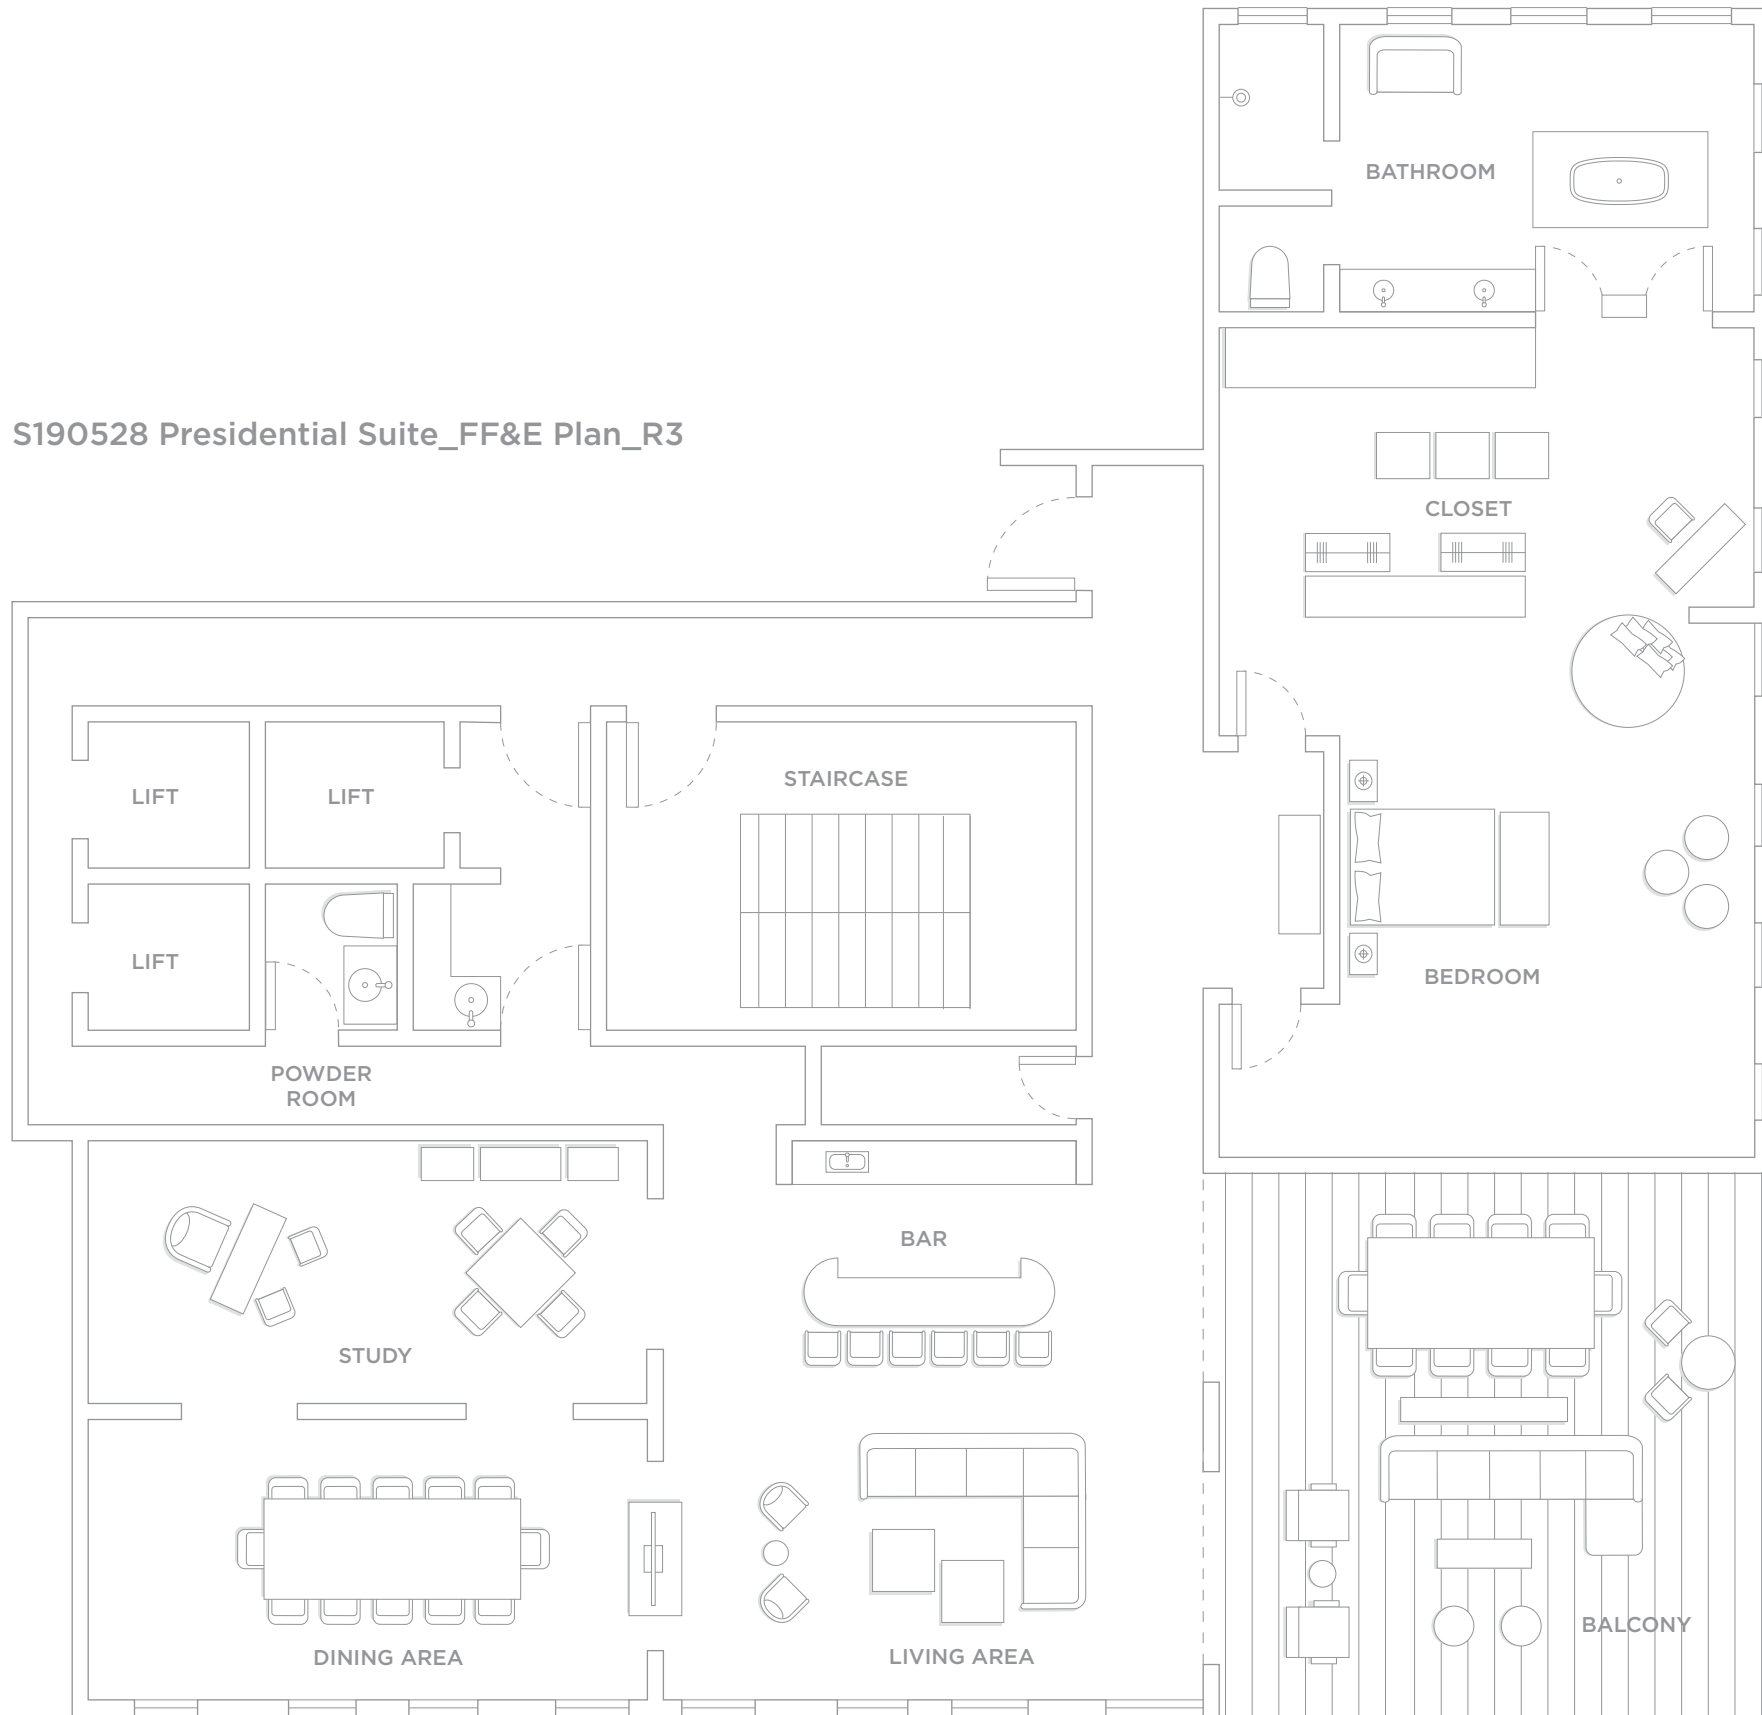 BATHROOM
S190528 Presidential Suite_FF&E Plan_R3
CLOSET
STAIRCASE
LIFT
LIFT
LIFT
BEDROOM
POWDER
ROOM
BAR
STUDY
BALCONY
DINING AREA
LIVING AREA